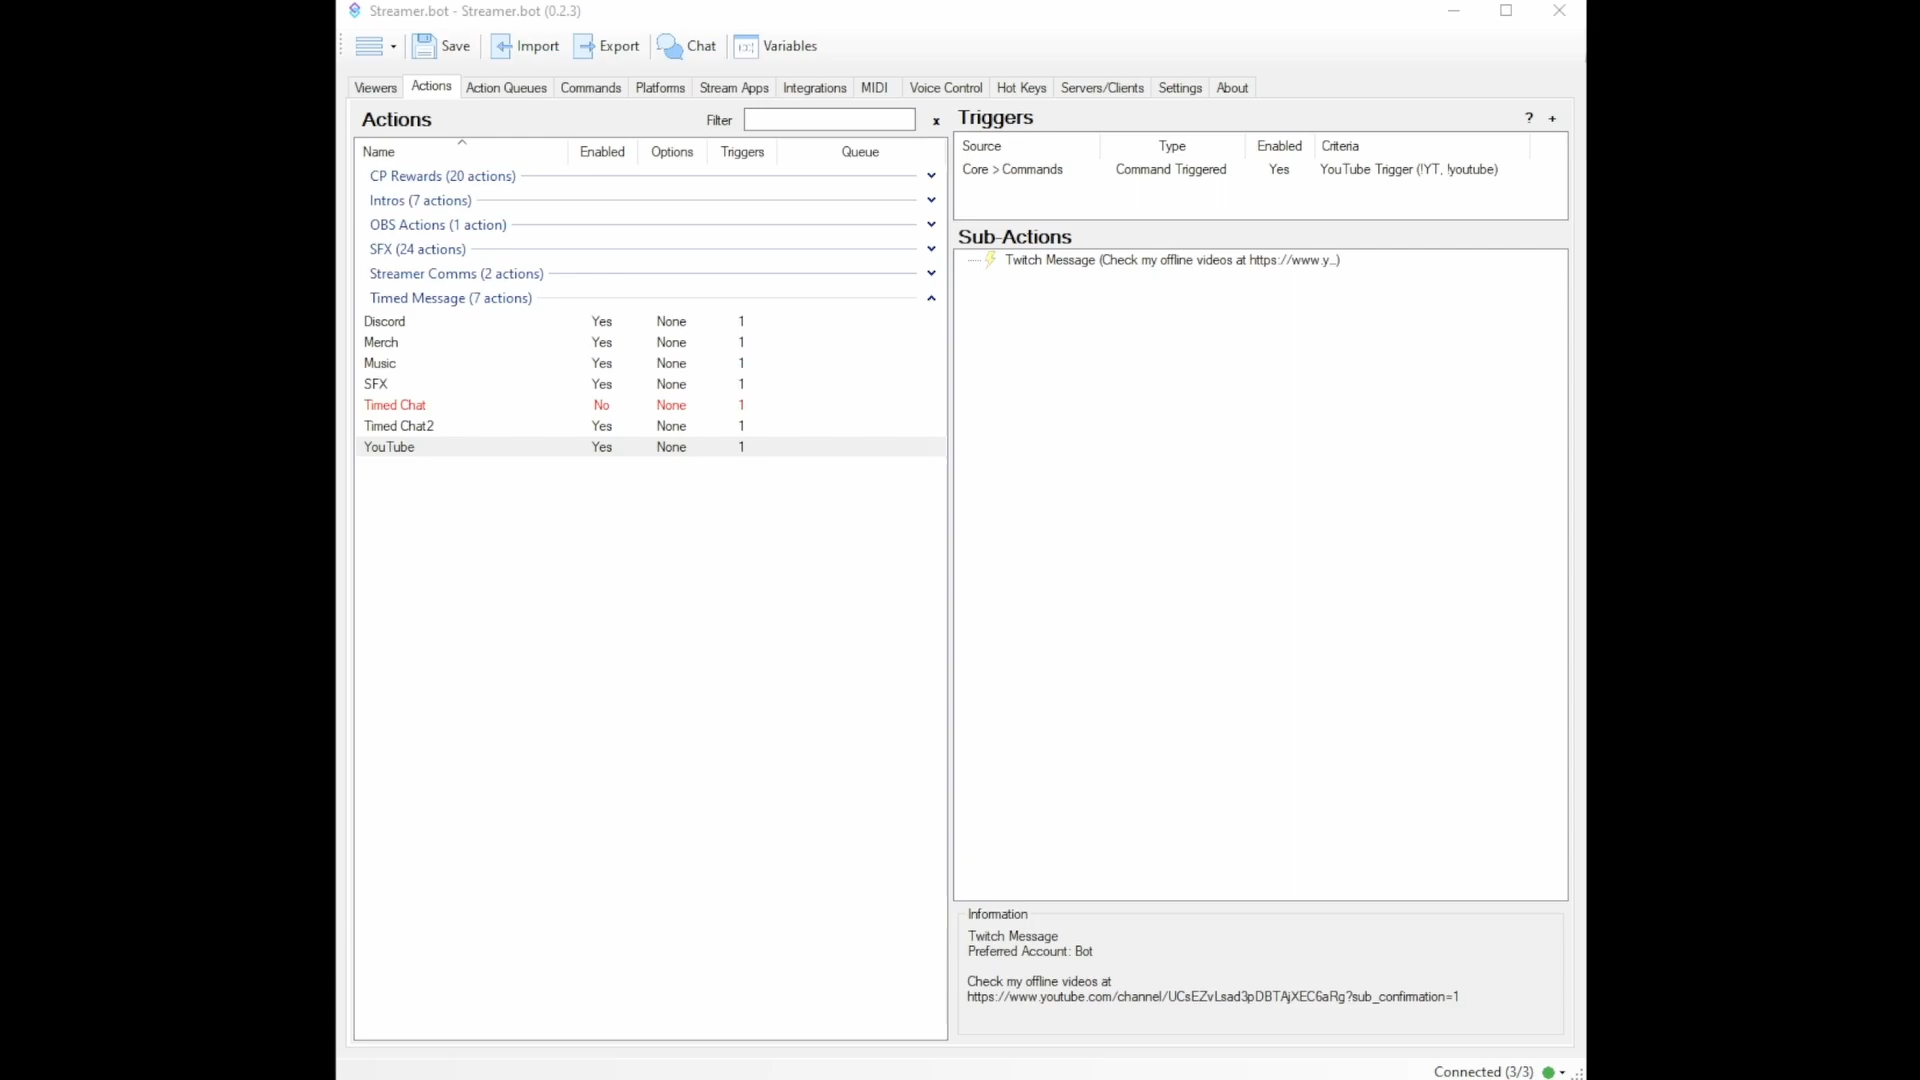 Streamer.bot - Streamer.bot (0.2.3)
Save Import Export Chat Variables
Viewers Actions Action Queues Commands Platforms Stream Apps Integrations MIDI Voice Control Hot Keys Servers/Clients Settings About
Actions Filter x
Name Enabled Options Triggers Queue
CP Rewards (20 actions)
Intros (7 actions)
OBS Actions (1 action)
SFX (24 actions)
Streamer Comms (2 actions)
Timed Message (7 actions)
Discord Yes None 1
Merch Yes None 1
Music Yes None 1
SFX Yes None 1
Timed Chat No None 1
Timed Chat2 Yes None 1
YouTube Yes None 1
Triggers ? +
Source Type Enabled Criteria
Core > Commands Command Triggered Yes YouTube Trigger (!YT, !youtube)
Sub-Actions
Twitch Message (Check my offline videos at https://www.y...)
Information
Twitch Message
Preferred Account: Bot
Check my offline videos at
https://www.youtube.com/channel/UCsEZvLsad3pDBTAjXEC6aRg?sub_confirmation=1
Connected (3/3)